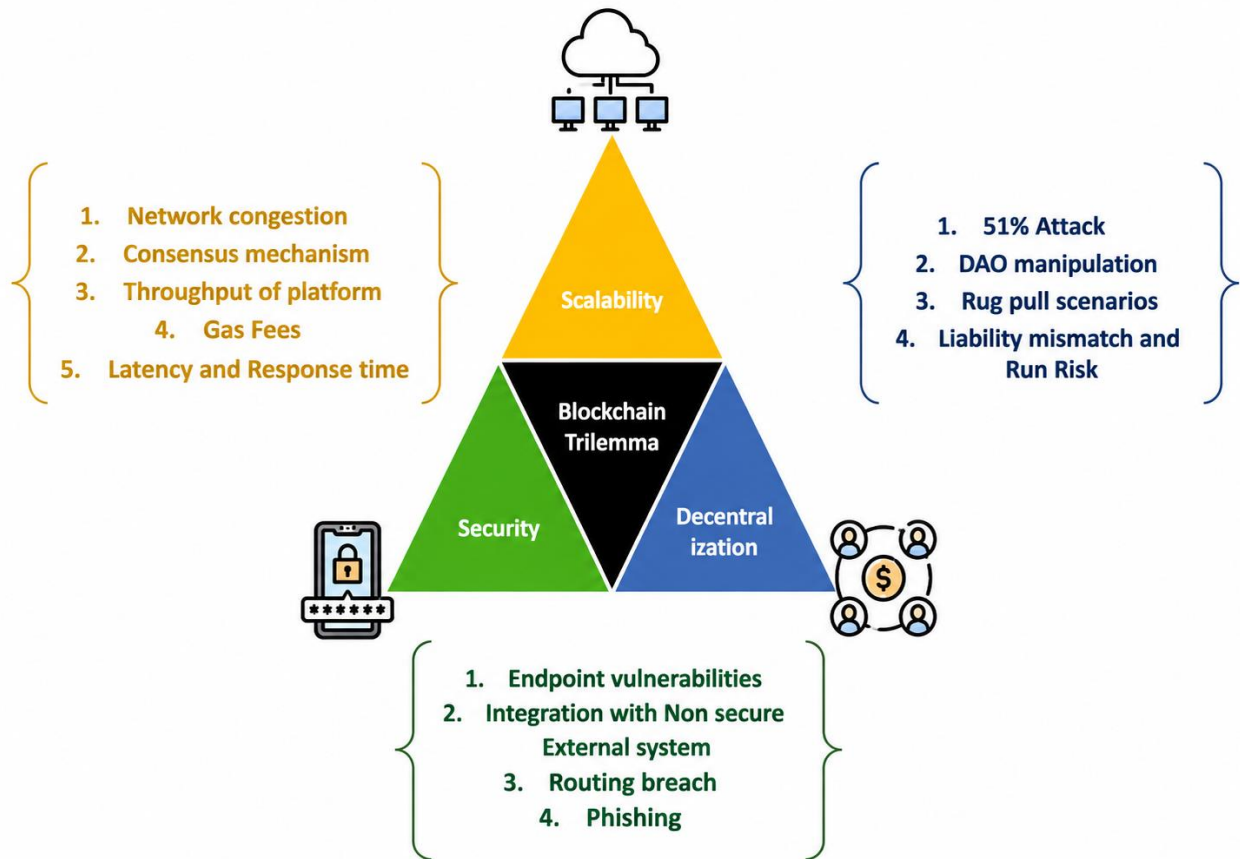 1. Network congestion
2. Consensus mechanism
3. Throughput of platform
4. Gas Fees
5. Latency and Response time
1. 51% Attack
2. DAO manipulation
3. Rug pull scenarios
4. Liability mismatch and
Run Risk
Scalability
Blockchain
Trilemma
Security
Decentral
ization
******
$
1. Endpoint vulnerabilities
2. Integration with Non secure
External system
3. Routing breach
4. Phishing